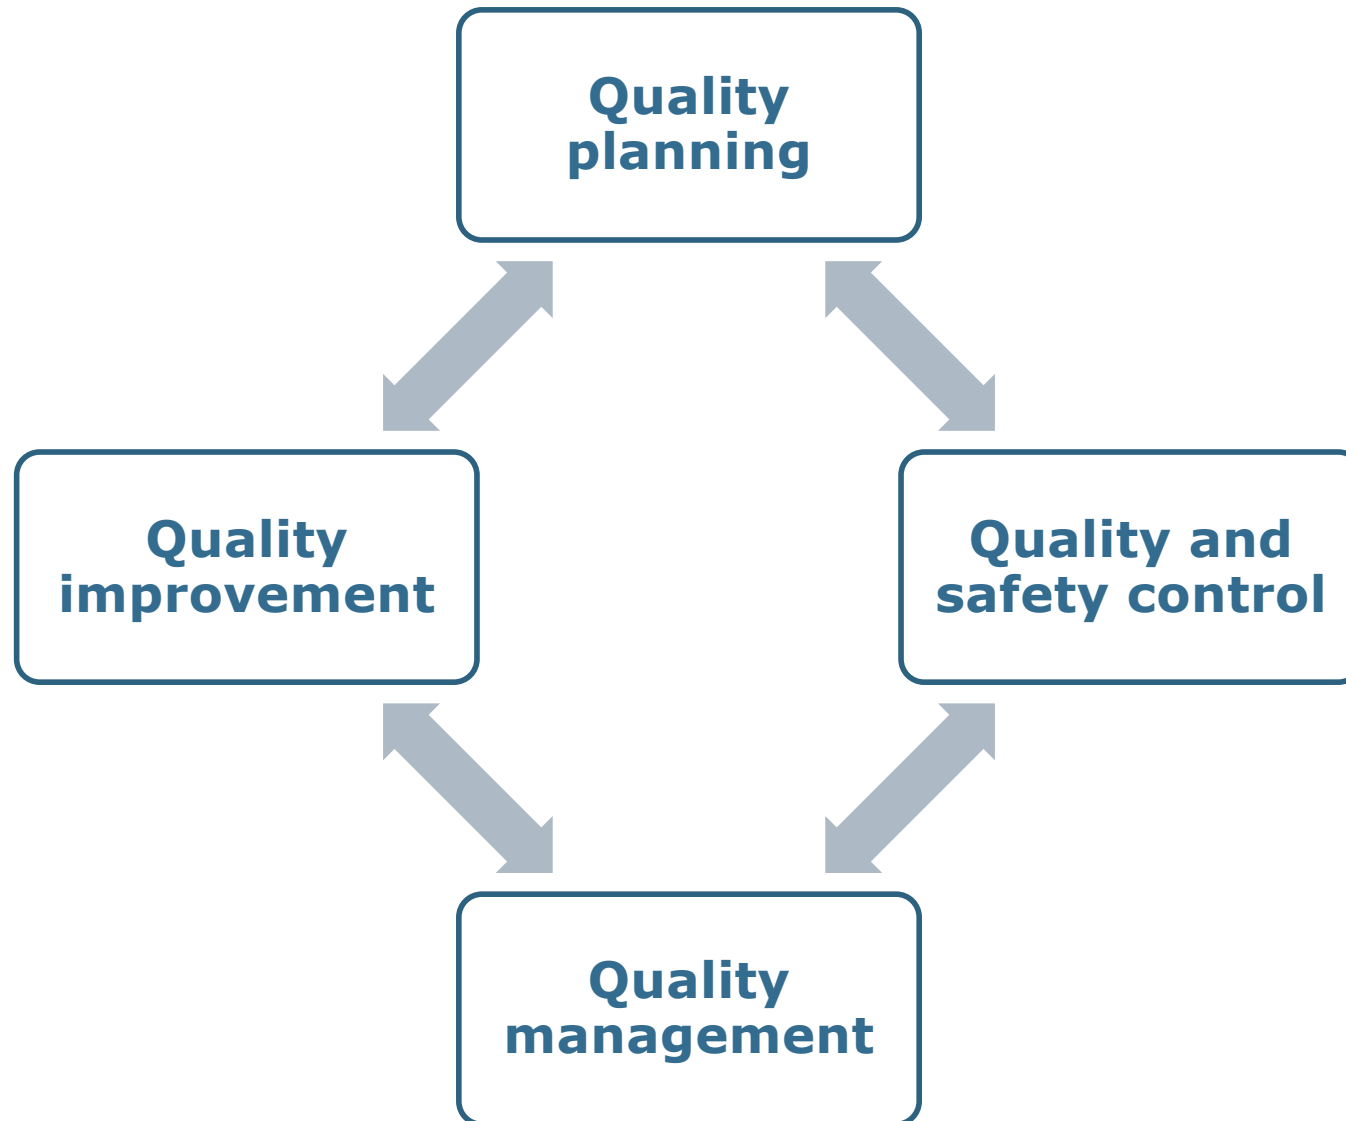 Quality
planning
Quality
improvement
Quality and
safety control
Quality
management